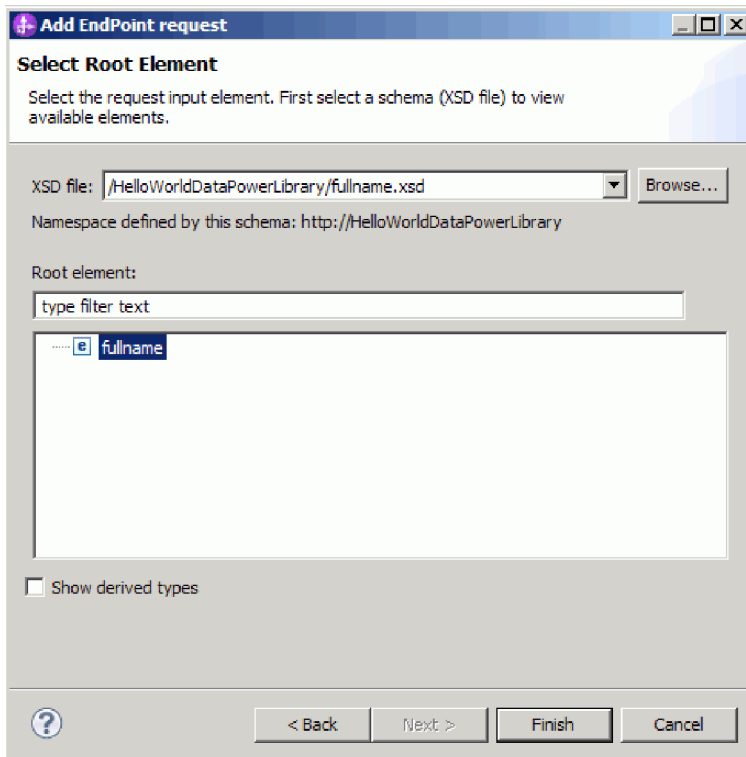 Add EndPoint request
Select Root Element
Select the request input element. First select a schema (XSD file) to view
available elements.
XSD file: /HelloWorldDataPowerLibrary/fullname.xsd Browse...
Namespace defined by this schema: http://HelloWorldDataPowerLibrary
Root element:
type filter text
e fullname
Show derived types
? < Back Next > Finish Cancel